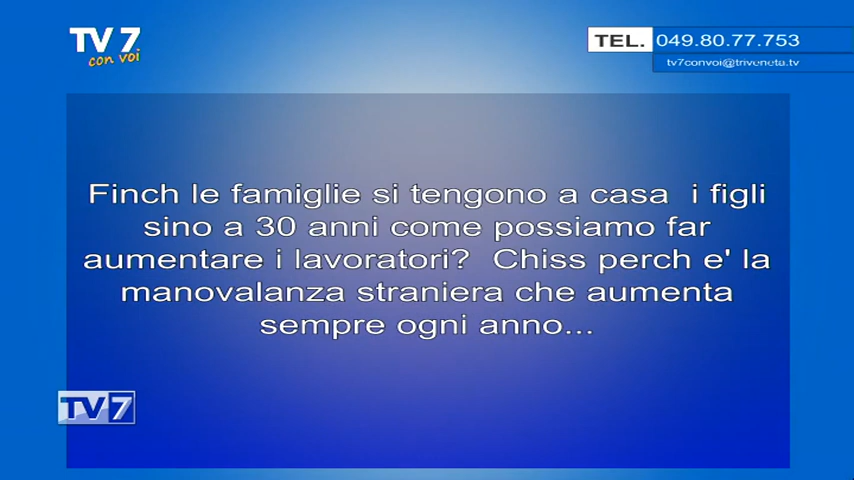 TV 7
con voi
TEL. 049.80.77.753
tv7convoi@triveneta.tv
Finch le famiglie si tengono a casa  i figli
sino a 30 anni come possiamo far
aumentare i lavoratori?  Chiss perch e' la
manovalanza straniera che aumenta
sempre ogni anno...
TV7